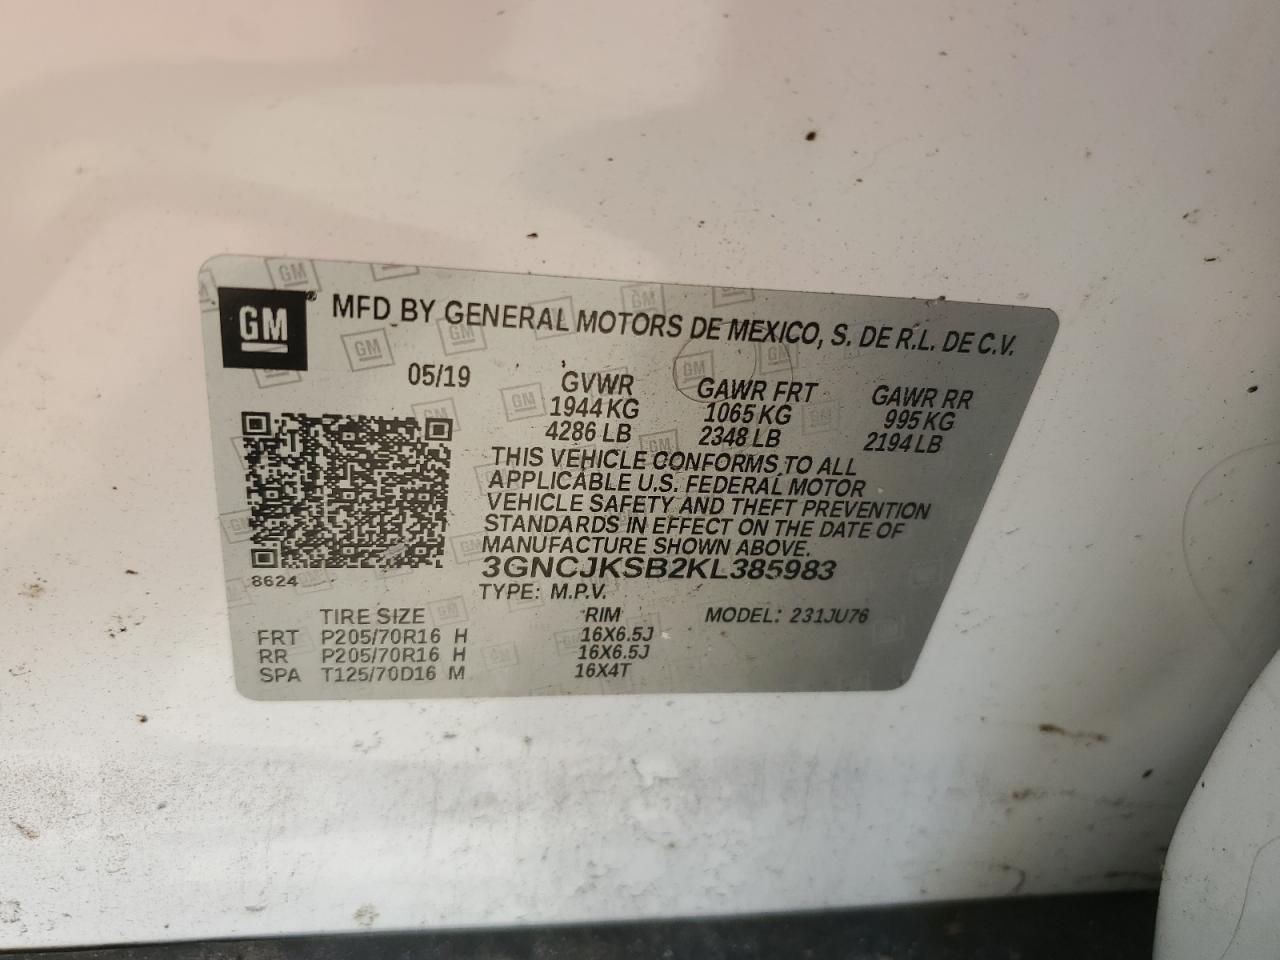 GM
MFD BY GENERAL MOTORS DE MEXICO, S. DE R.L. DE C.V.
05/19 GVWR GAWR FRT GAWR RR
1944 KG 1065 KG 995 KG
4286 LB 2348 LB 2194 LB
THIS VEHICLE CONFORMS TO ALL
APPLICABLE U.S. FEDERAL MOTOR
VEHICLE SAFETY AND THEFT PREVENTION
STANDARDS IN EFFECT ON THE DATE OF
MANUFACTURE SHOWN ABOVE.
3GNCJKSB2KL385983
8624
TYPE: M.P.V.
TIRE SIZE RIM MODEL: 231JU76
FRT P205/70R16 H 16X6.5J
RR P205/70R16 H 16X6.5J
SPA T125/70D16 M 16X4T